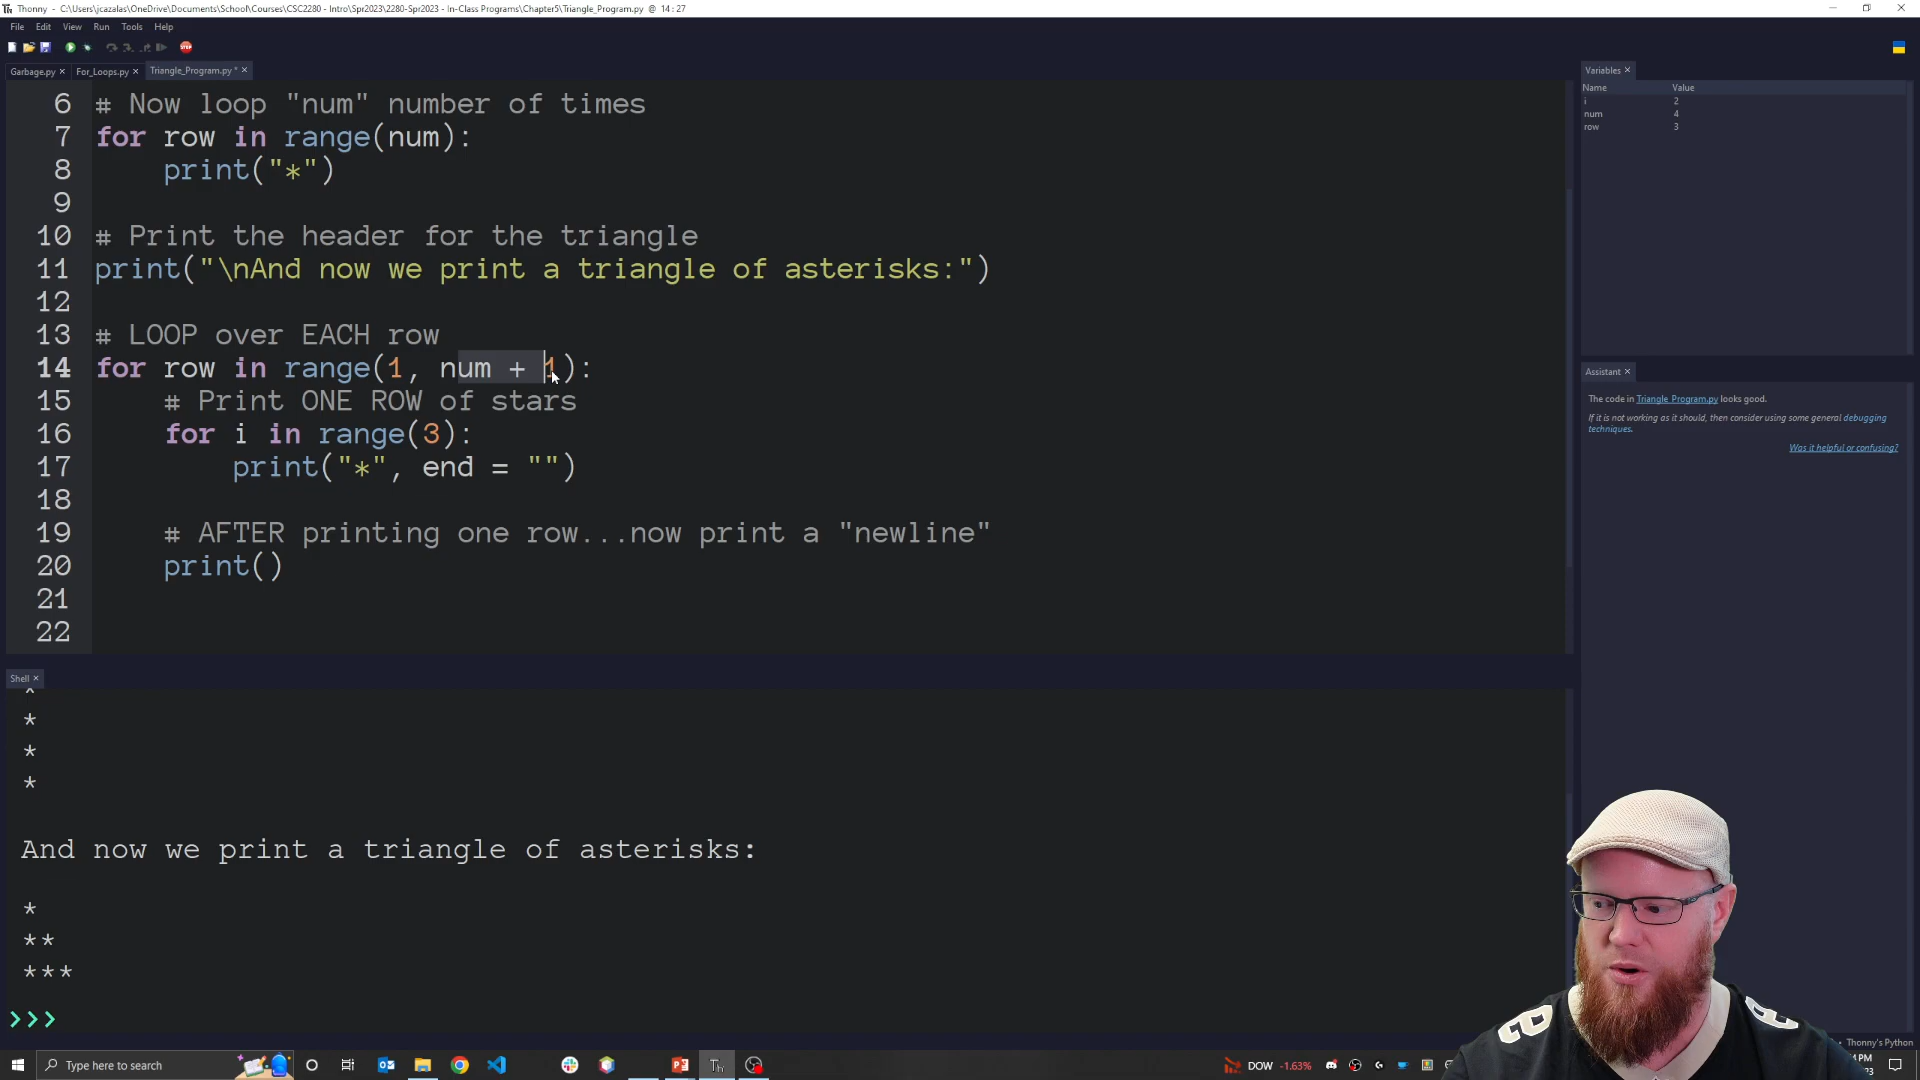 Thonny - C:\Users\jcazalas\OneDrive\Documents\School\Courses\CSC2280 - Intro\Spr2023\2280-Spr2023 - In-Class Programs\Chapter5\Triangle_Program.py @ 14 : 27
File Edit View Run Tools Help
STOP
Garbage.py × For_Loops.py × Triangle_Program.py * ×
6 # Now loop "num" number of times
7 for row in range(num):
8 print("*")
9
10 # Print the header for the triangle
11 print("\nAnd now we print a triangle of asterisks:")
12
13 # LOOP over EACH row
14 for row in range(1, num + 1):
15 # Print ONE ROW of stars
16 for i in range(3):
17 print("*", end = "")
18
19 # AFTER printing one row...now print a "newline"
20 print()
21
22
Variables ×
Name Value
i 2
num 4
row 3
Assistant ×
The code in Triangle_Program.py looks good.
If it is not working as it should, then consider using some general debugging
techniques.
Was it helpful or confusing?
Shell ×
*
*
*
*
And now we print a triangle of asterisks:
*
**
***
>>>
Thonny's Python
Type here to search
Th
DOW -1.63%